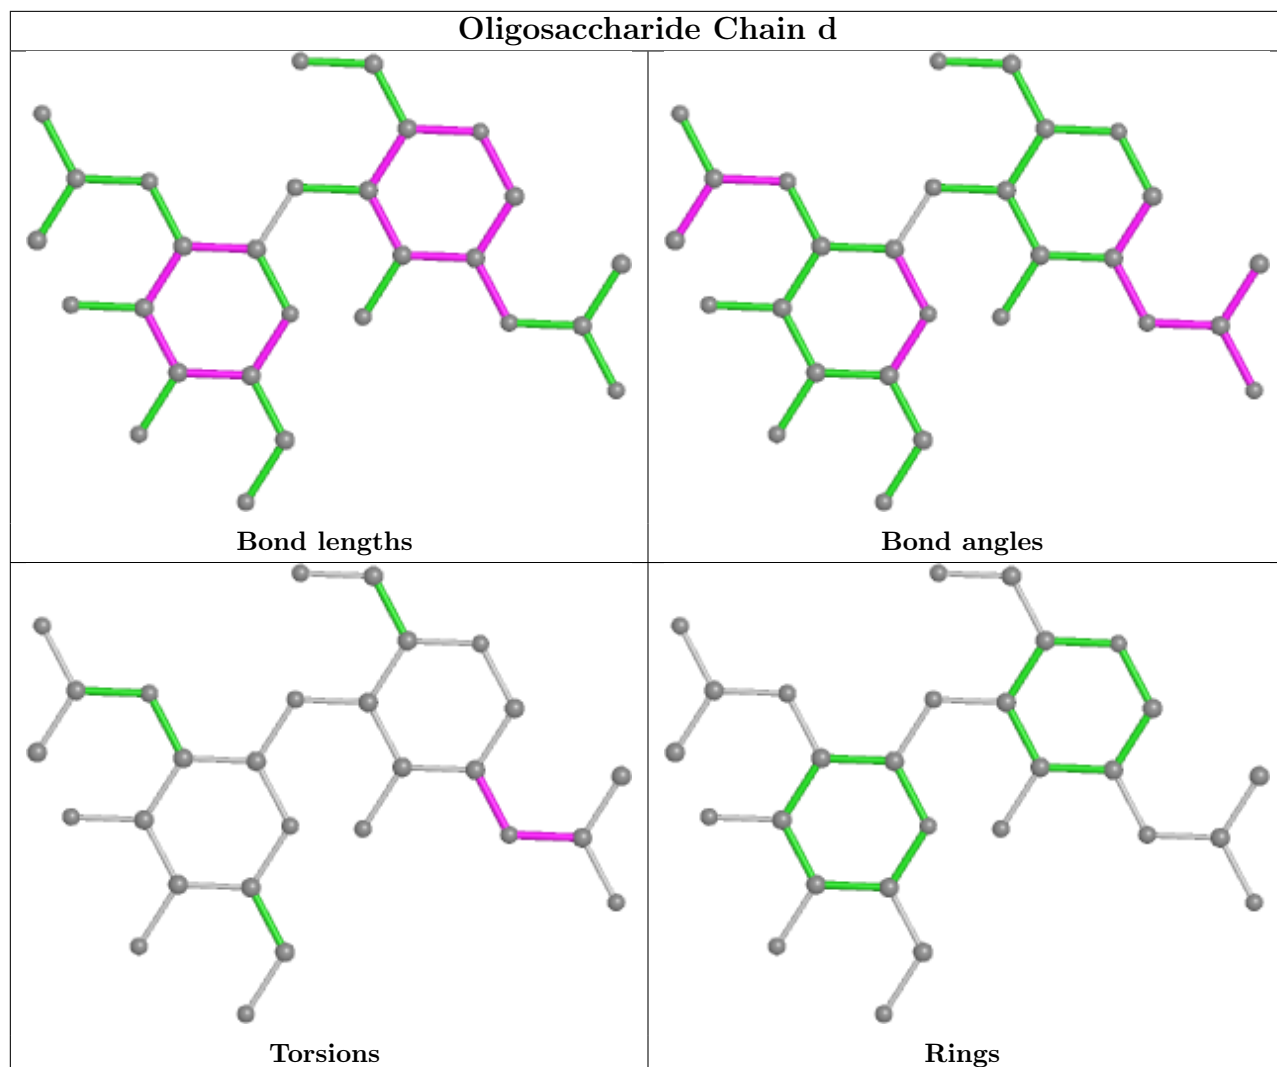 Oligosaccharide Chain d
Bond lengths
Bond angles
Torsions
Rings